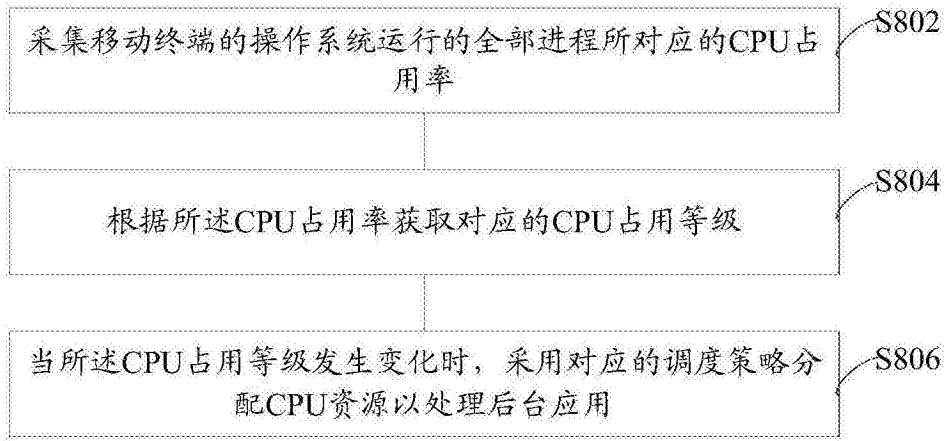 采集移动终端的操作系统运行的全部进程所对应的CPU占
用率
S802
根据所述CPU占用率获取对应的CPU占用等级
S804
当所述CPU占用等级发生变化时，采用对应的调度策略分
配CPU资源以处理后台应用
S806